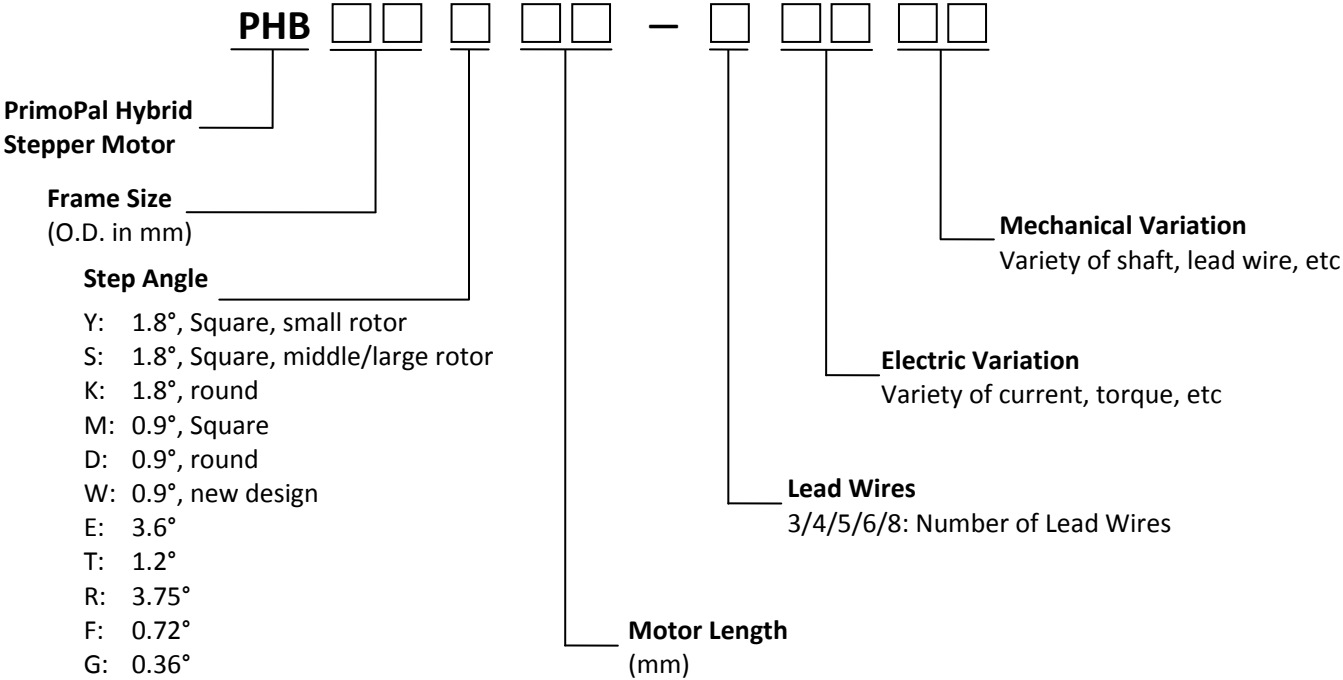 PHB □□ □ □□ – □ □□ □□
PrimoPal Hybrid
Stepper Motor
Frame Size
(O.D. in mm)
Step Angle
Y: 1.8°, Square, small rotor
S: 1.8°, Square, middle/large rotor
K: 1.8°, round
M: 0.9°, Square
D: 0.9°, round
W: 0.9°, new design
E: 3.6°
T: 1.2°
R: 3.75°
F: 0.72°
G: 0.36°
Motor Length
(mm)
Lead Wires
3/4/5/6/8: Number of Lead Wires
Electric Variation
Variety of current, torque, etc
Mechanical Variation
Variety of shaft, lead wire, etc